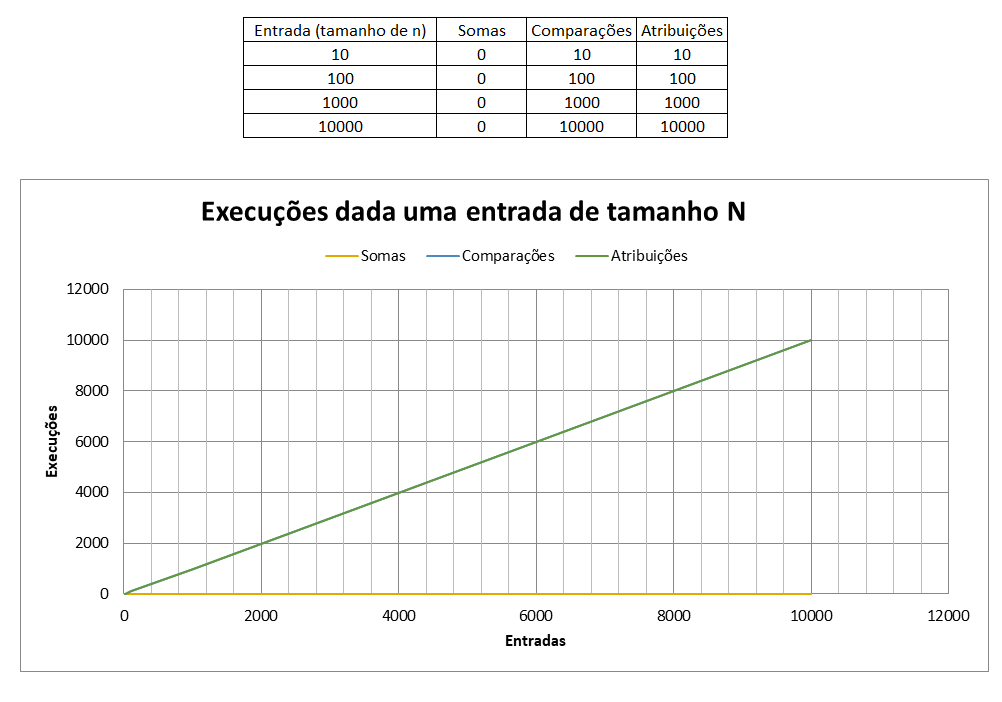 Entrada (tamanho de n) Somas Comparações Atribuições
10 0 10 10
100 0 100 100
1000 0 1000 1000
10000 0 10000 10000
Execuções dada uma entrada de tamanho N
Somas Comparações Atribuições
12000
10000
8000
6000
4000
2000
0
Execuções
0 2000 4000 6000 8000 10000 12000
Entradas